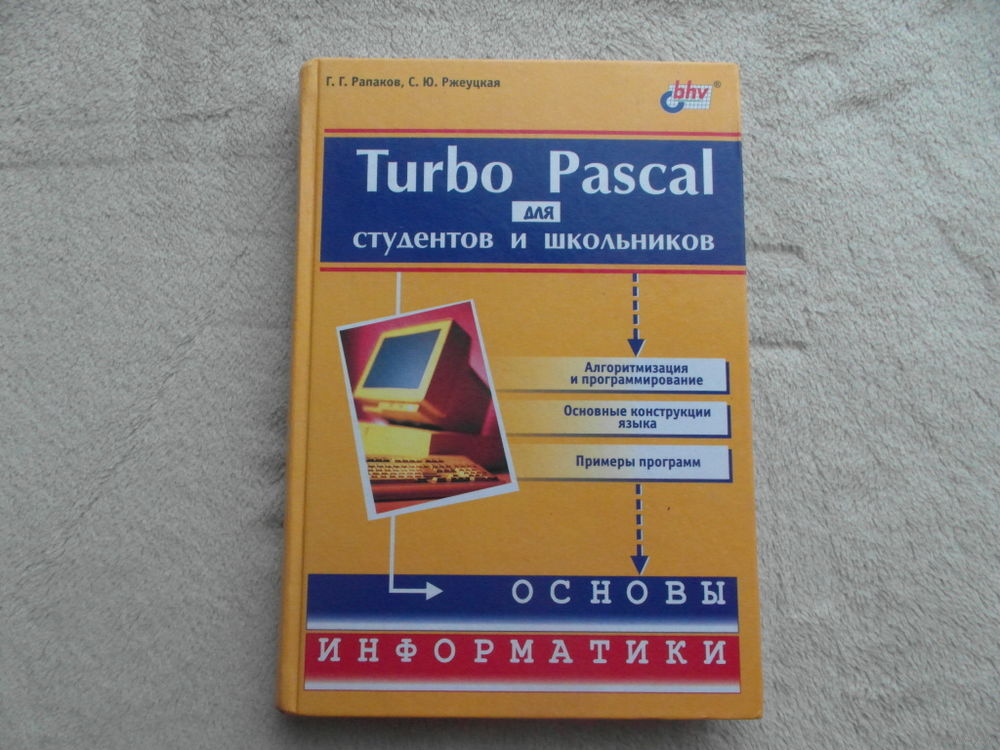 Г. Г. Рапаков, С. Ю. Ржеуцкая
bhv®
Turbo Pascal
для
студентов и школьников
Алгоритмизация
и программирование
Основные конструкции
языка
Примеры программ
ОСНОВЫ
ИНФОРМАТИКИ